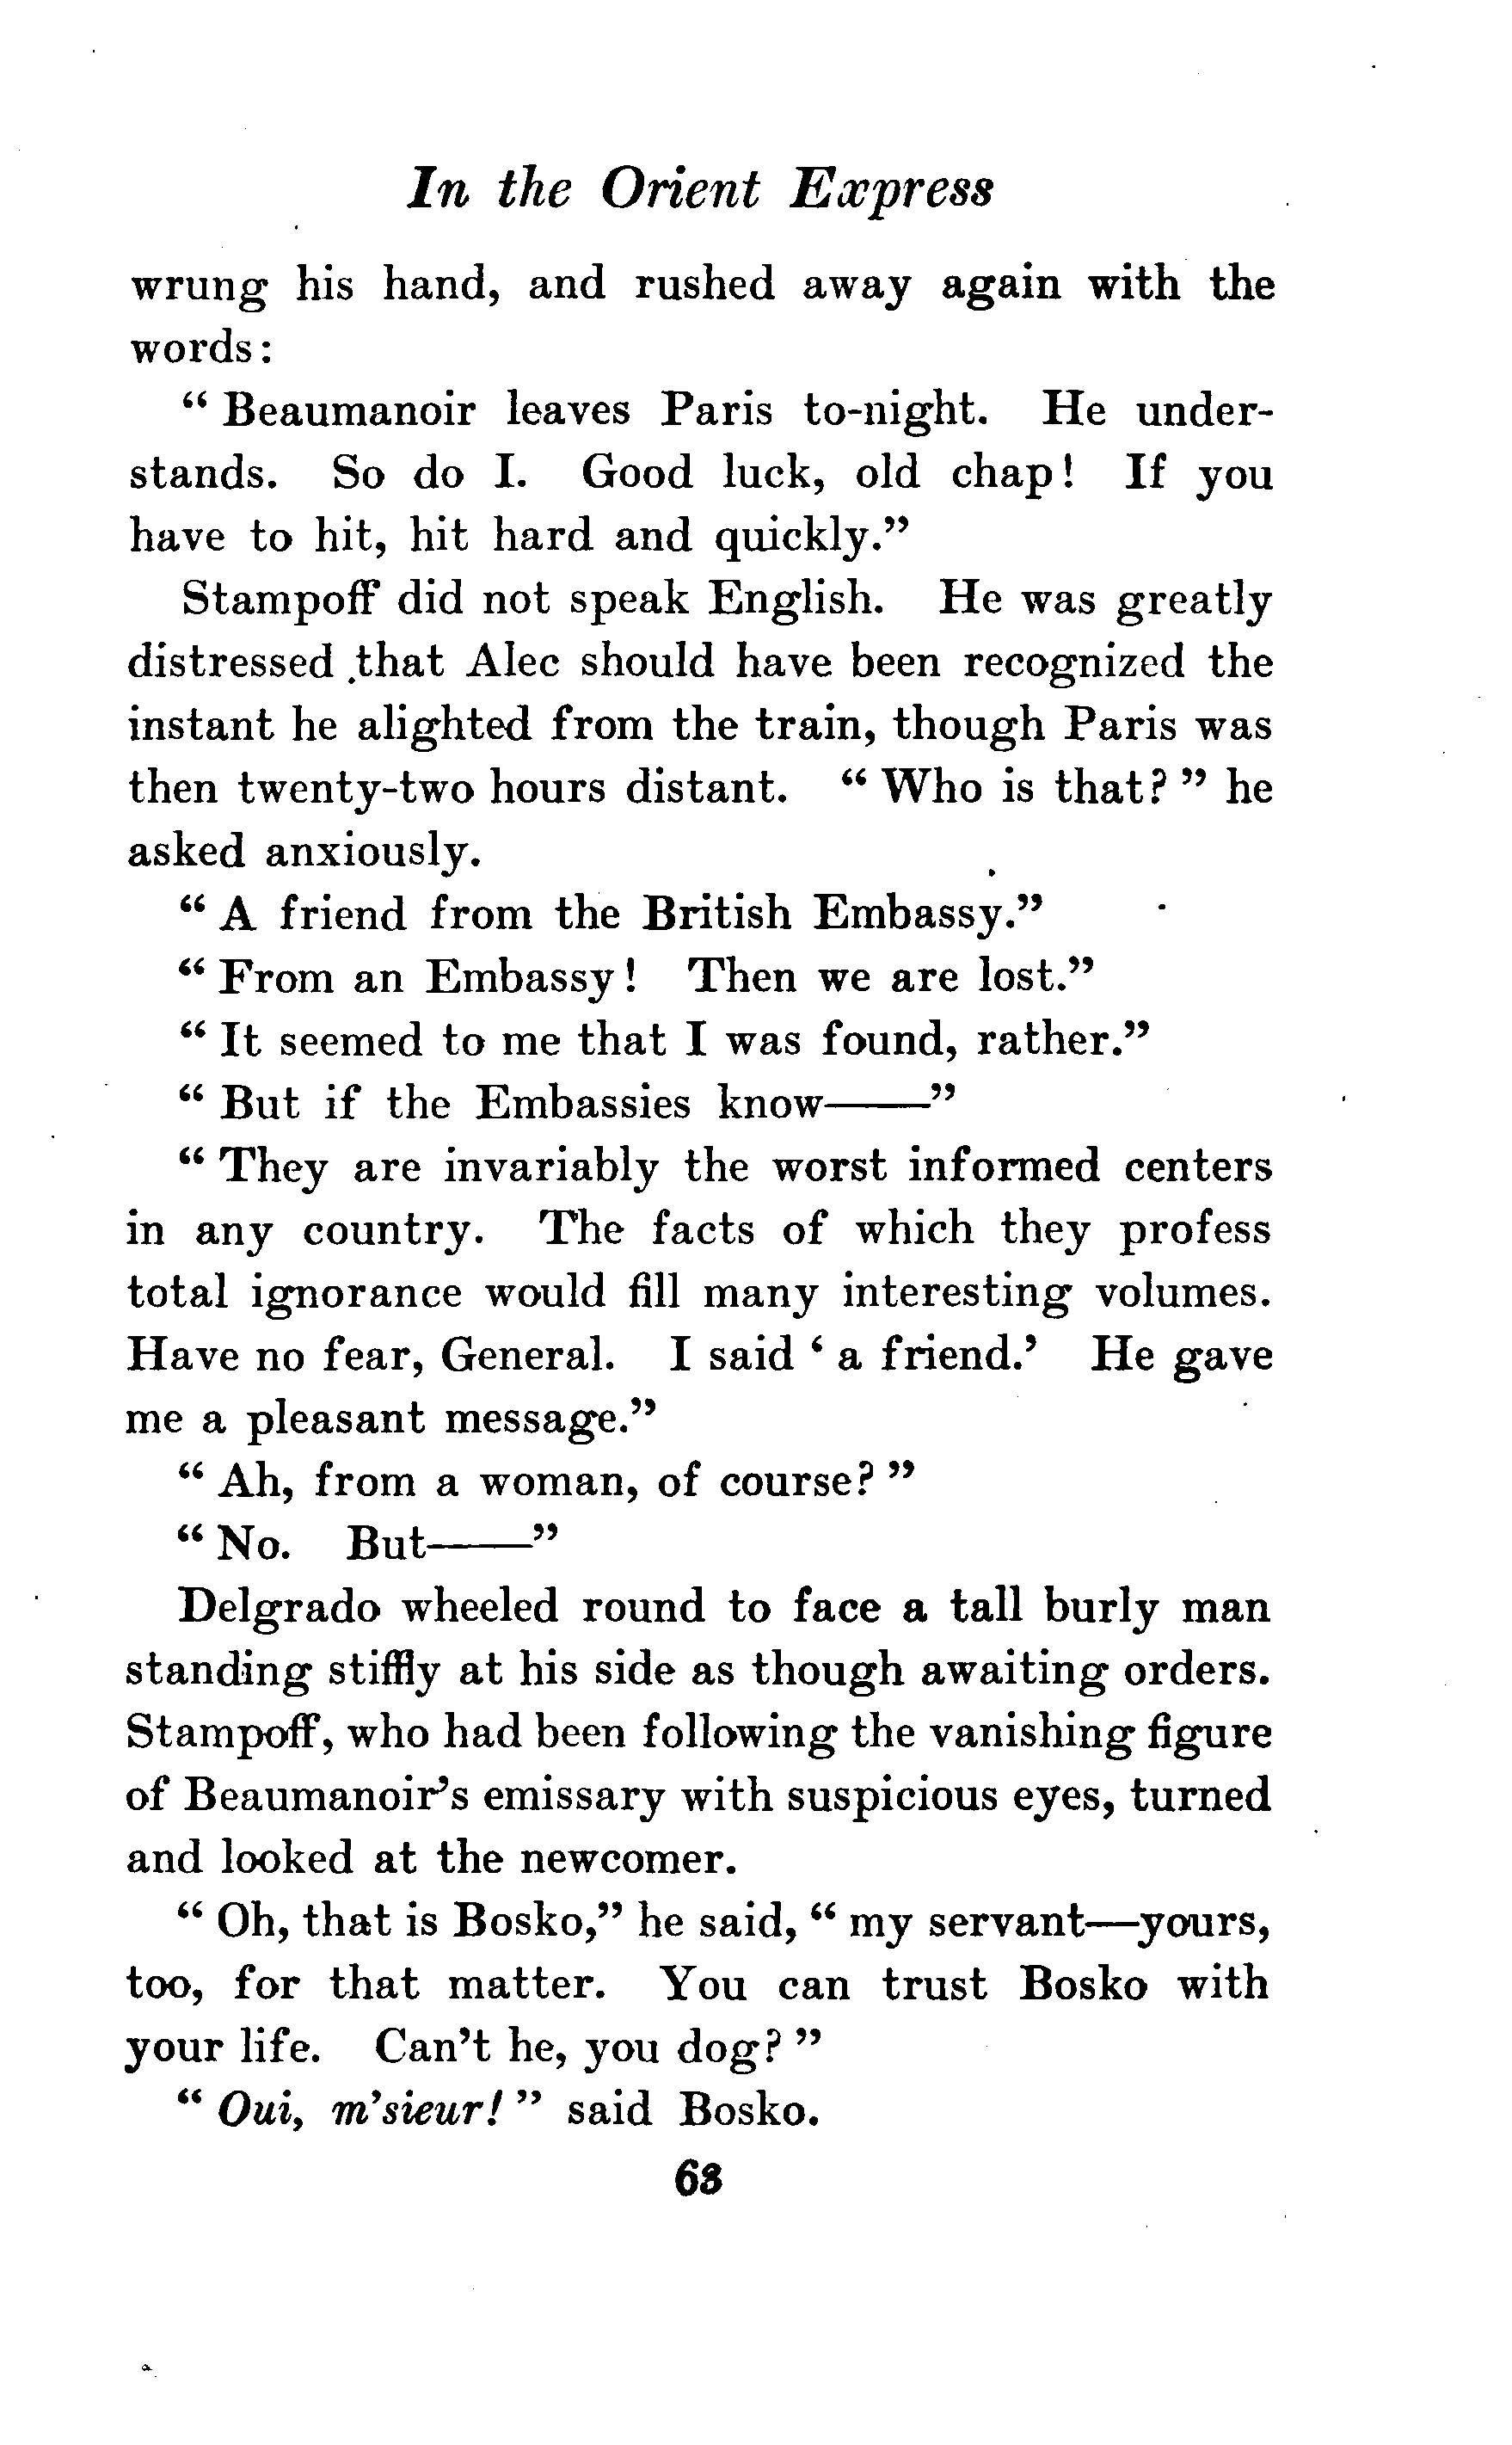 In the Orient Express
wrung his hand, and rushed away again with the
words:
“ Beaumanoir leaves Paris to-night. He under-
stands. So do I. Good luck, old chap! If you
have to hit, hit hard and quickly.”
Stampoff did not speak English. He was greatly
distressed that Alec should have been recognized the
instant he alighted from the train, though Paris was
then twenty-two hours distant. “ Who is that? ” he
asked anxiously.
“ A friend from the British Embassy.”
“ From an Embassy! Then we are lost.”
“ It seemed to me that I was found, rather.”
“ But if the Embassies know——”
“ They are invariably the worst informed centers
in any country. The facts of which they profess
total ignorance would fill many interesting volumes.
Have no fear, General. I said ‘ a friend.’ He gave
me a pleasant message.”
“ Ah, from a woman, of course? ”
“ No. But——”
Delgrado wheeled round to face a tall burly man
standing stiffly at his side as though awaiting orders.
Stampoff, who had been following the vanishing figure
of Beaumanoir’s emissary with suspicious eyes, turned
and looked at the newcomer.
“ Oh, that is Bosko,” he said, “ my servant—yours,
too, for that matter. You can trust Bosko with
your life. Can’t he, you dog? ”
“ Oui, m’sieur! ” said Bosko.
63